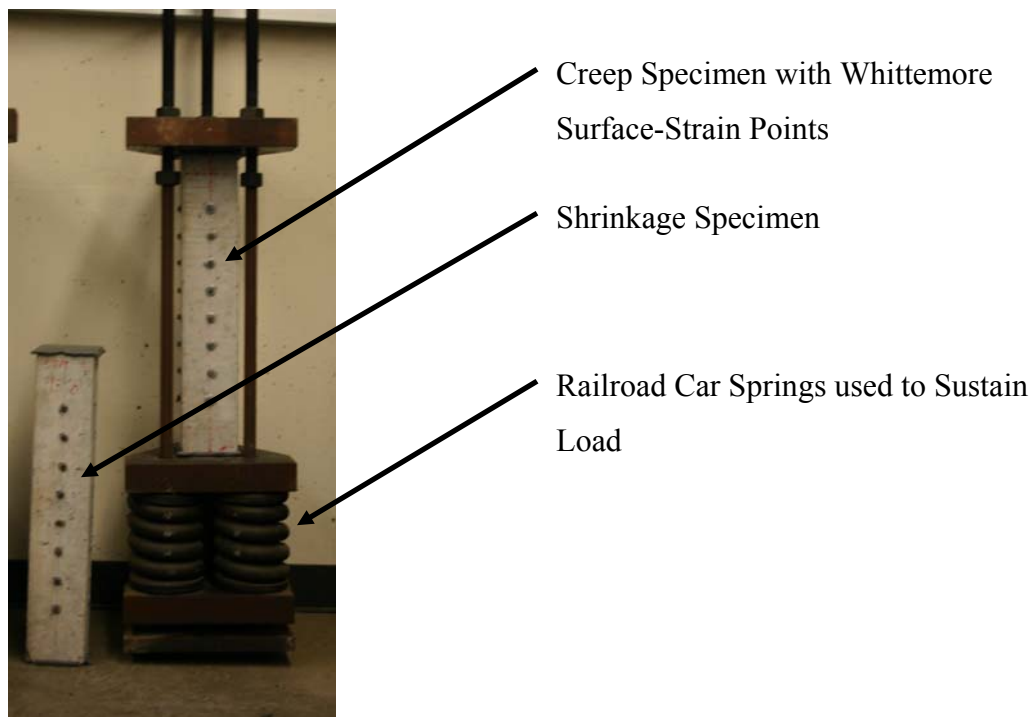 Creep Specimen with Whittemore
Surface-Strain Points
Shrinkage Specimen
Railroad Car Springs used to Sustain
Load